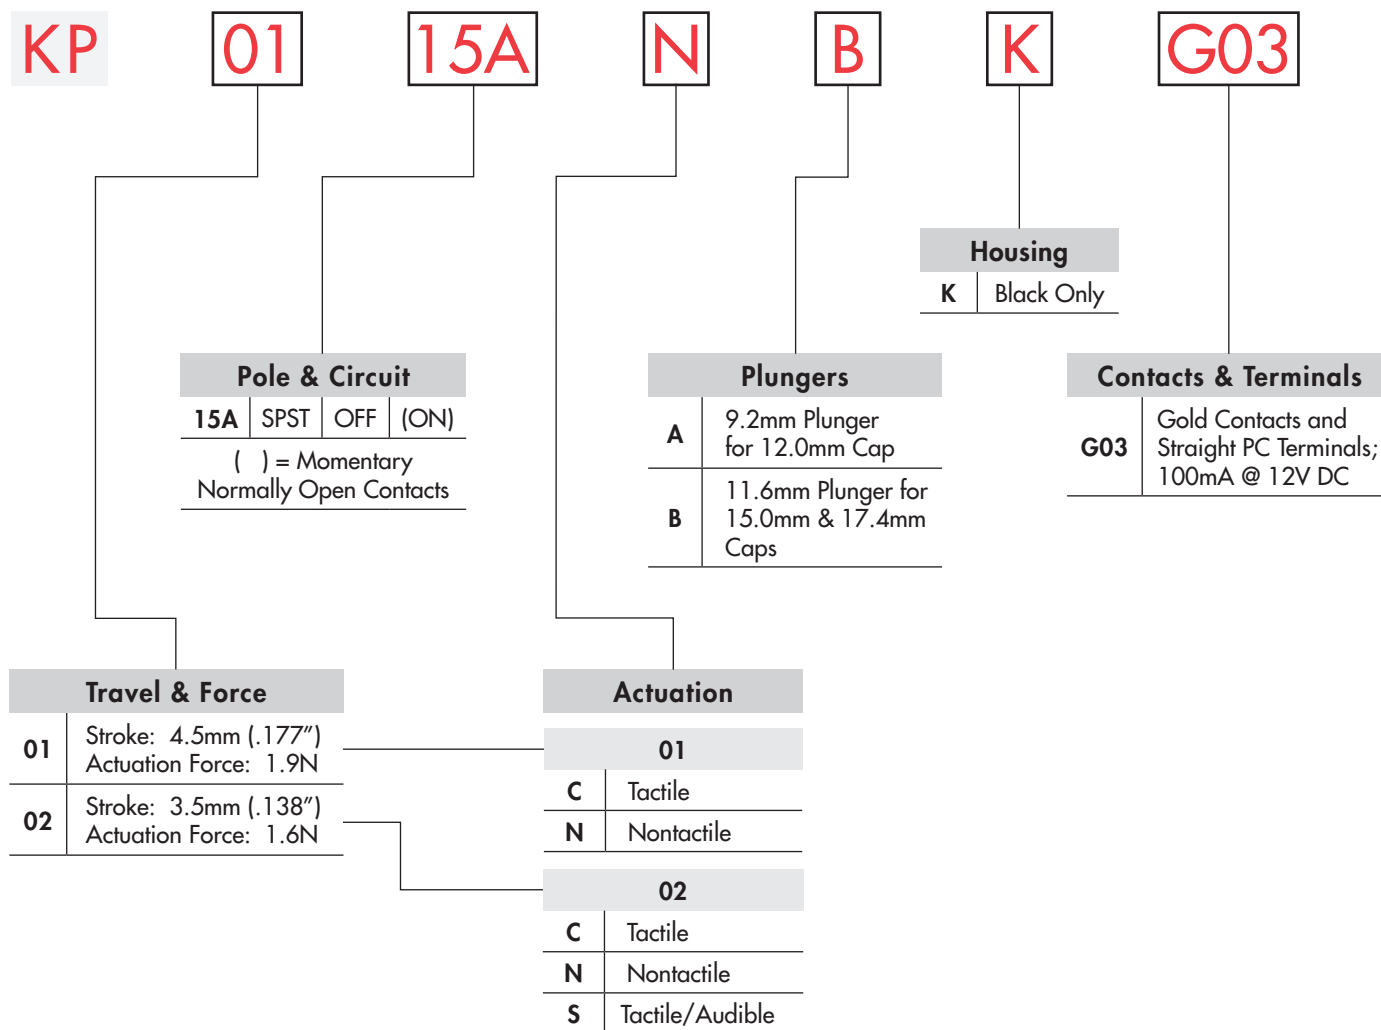 KP 01 15A N B K G03
Housing
K Black Only
Pole & Circuit
15A SPST OFF (ON)
( ) = Momentary
Normally Open Contacts
Plungers
A 9.2mm Plunger
for 12.0mm Cap
B 11.6mm Plunger for
15.0mm & 17.4mm
Caps
Contacts & Terminals
G03 Gold Contacts and
Straight PC Terminals;
100mA @ 12V DC
Travel & Force
01 Stroke: 4.5mm (.177″)
Actuation Force: 1.9N
02 Stroke: 3.5mm (.138″)
Actuation Force: 1.6N
Actuation
01
C Tactile
N Nontactile
02
C Tactile
N Nontactile
S Tactile/Audible